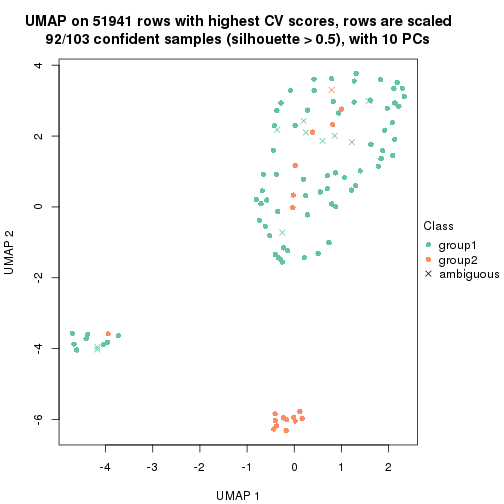 UMAP on 51941 rows with highest CV scores, rows are scaled
92/103 confident samples (silhouette > 0.5), with 10 PCs
4
2
0
-2
-4
-6
UMAP 2
-4
-3
-2
-1
0
1
2
UMAP 1
Class
group1
group2
ambiguous